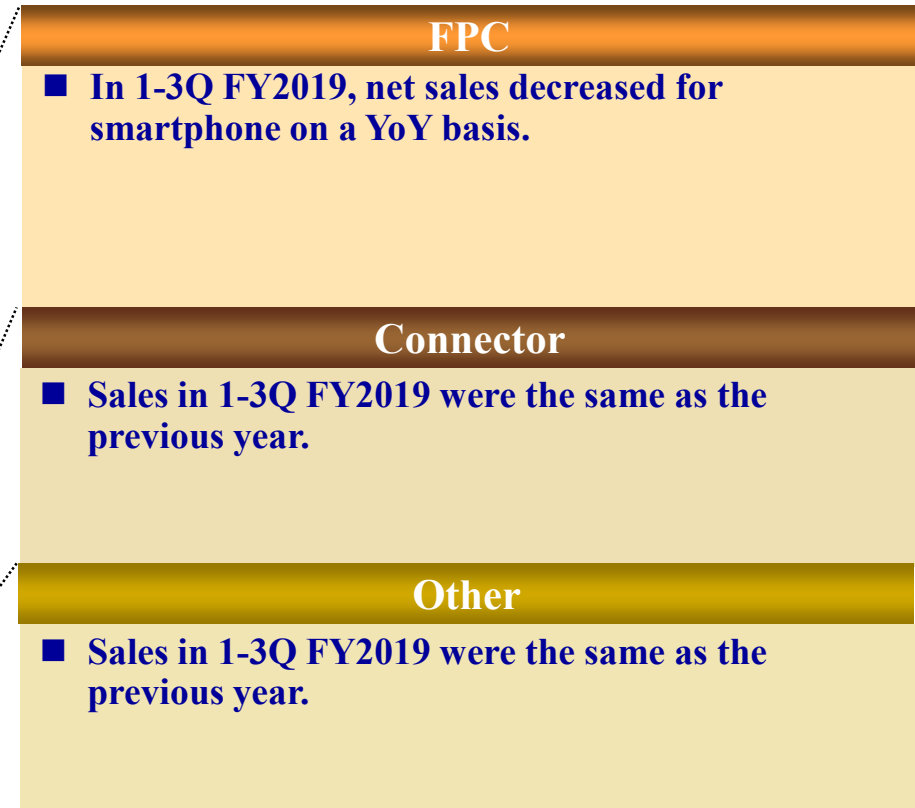 FPC
■ In 1-3Q FY2019, net sales decreased for
smartphone on a YoY basis.
Connector
■ Sales in 1-3Q FY2019 were the same as the
previous year.
Other
■ Sales in 1-3Q FY2019 were the same as the
previous year.